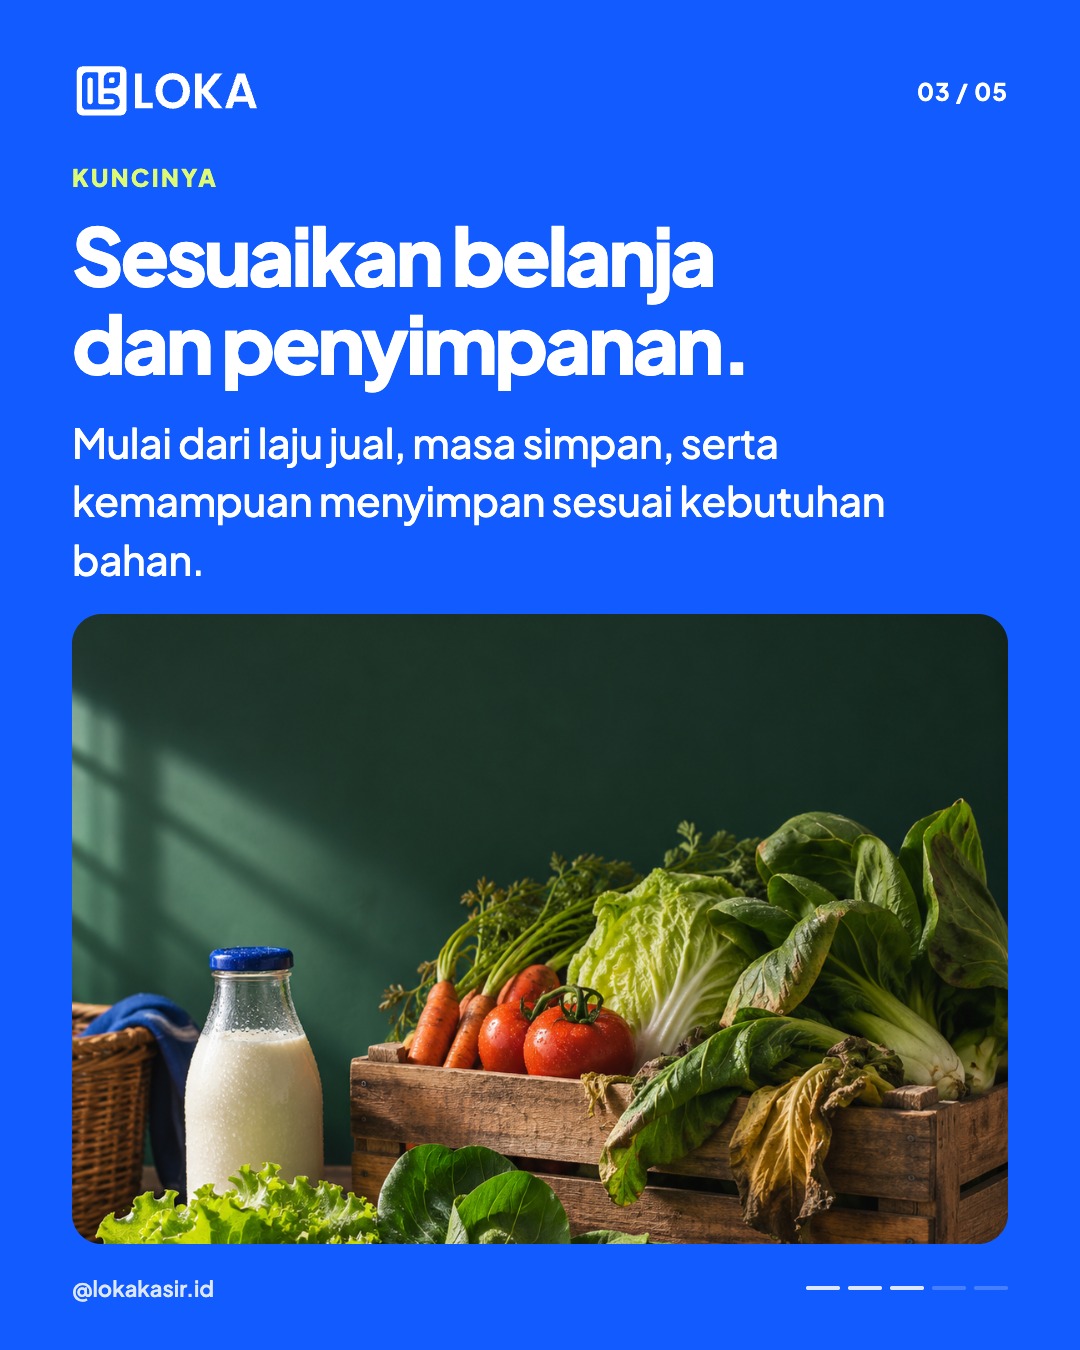 LOKA
03 / 05
KUNCINYA
Sesuaikan belanja
dan penyimpanan.
Mulai dari laju jual, masa simpan, serta
kemampuan menyimpan sesuai kebutuhan
bahan.
@lokakasir.id